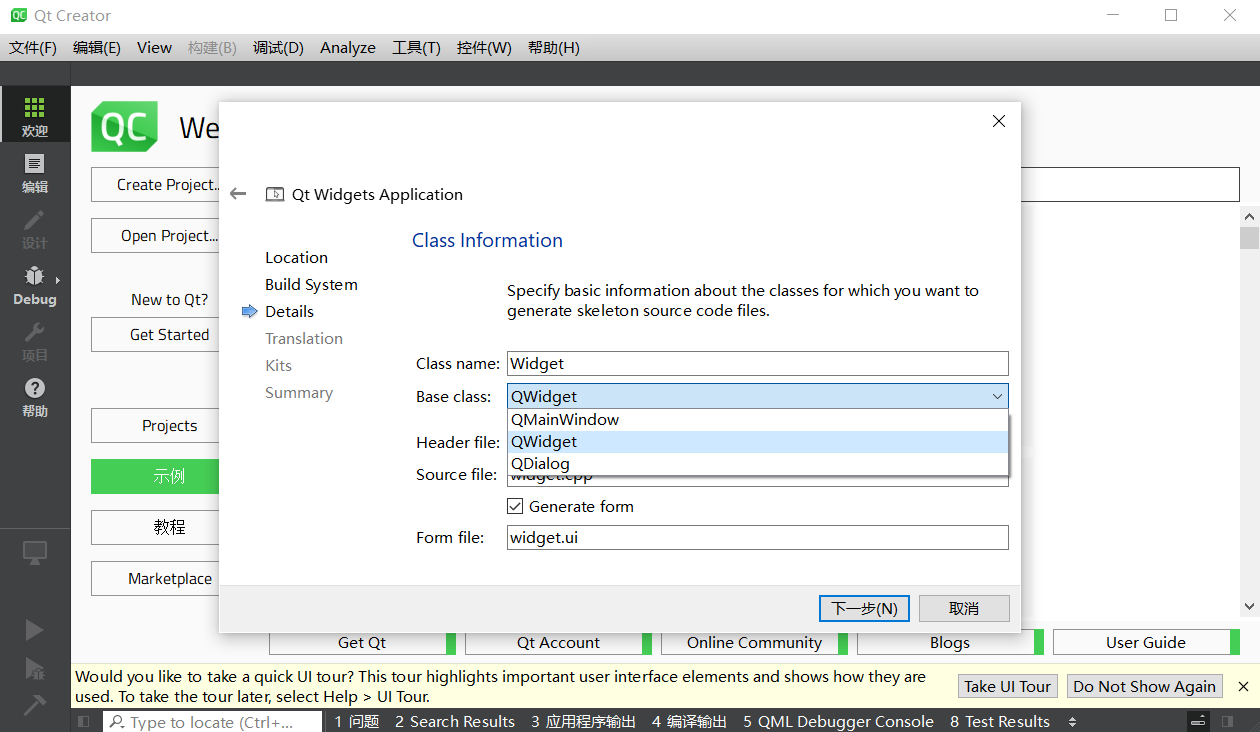 QC Qt Creator
文件(F) 编辑(E) View 构建(B) 调试(D) Analyze 工具(T) 控件(W) 帮助(H)
欢迎
编辑
设计
Debug
项目
帮助
QC We
Create Project...
Open Project...
New to Qt?
Get Started
Projects
示例
教程
Marketplace
Qt Widgets Application
Location
Build System
Details
Translation
Kits
Summary
Class Information
Specify basic information about the classes for which you want to
generate skeleton source code files.
Class name: Widget
Base class: QWidget
QMainWindow
QWidget
QDialog
Header file:
Source file: widget.cpp
Generate form
Form file: widget.ui
下一步(N) 取消
Get Qt Qt Account Online Community Blogs User Guide
Would you like to take a quick UI tour? This tour highlights important user interface elements and shows how they are
used. To take the tour later, select Help > UI Tour.
Take UI Tour Do Not Show Again
Type to locate (Ctrl+... 1 问题 2 Search Results 3 应用程序输出 4 编译输出 5 QML Debugger Console 8 Test Results